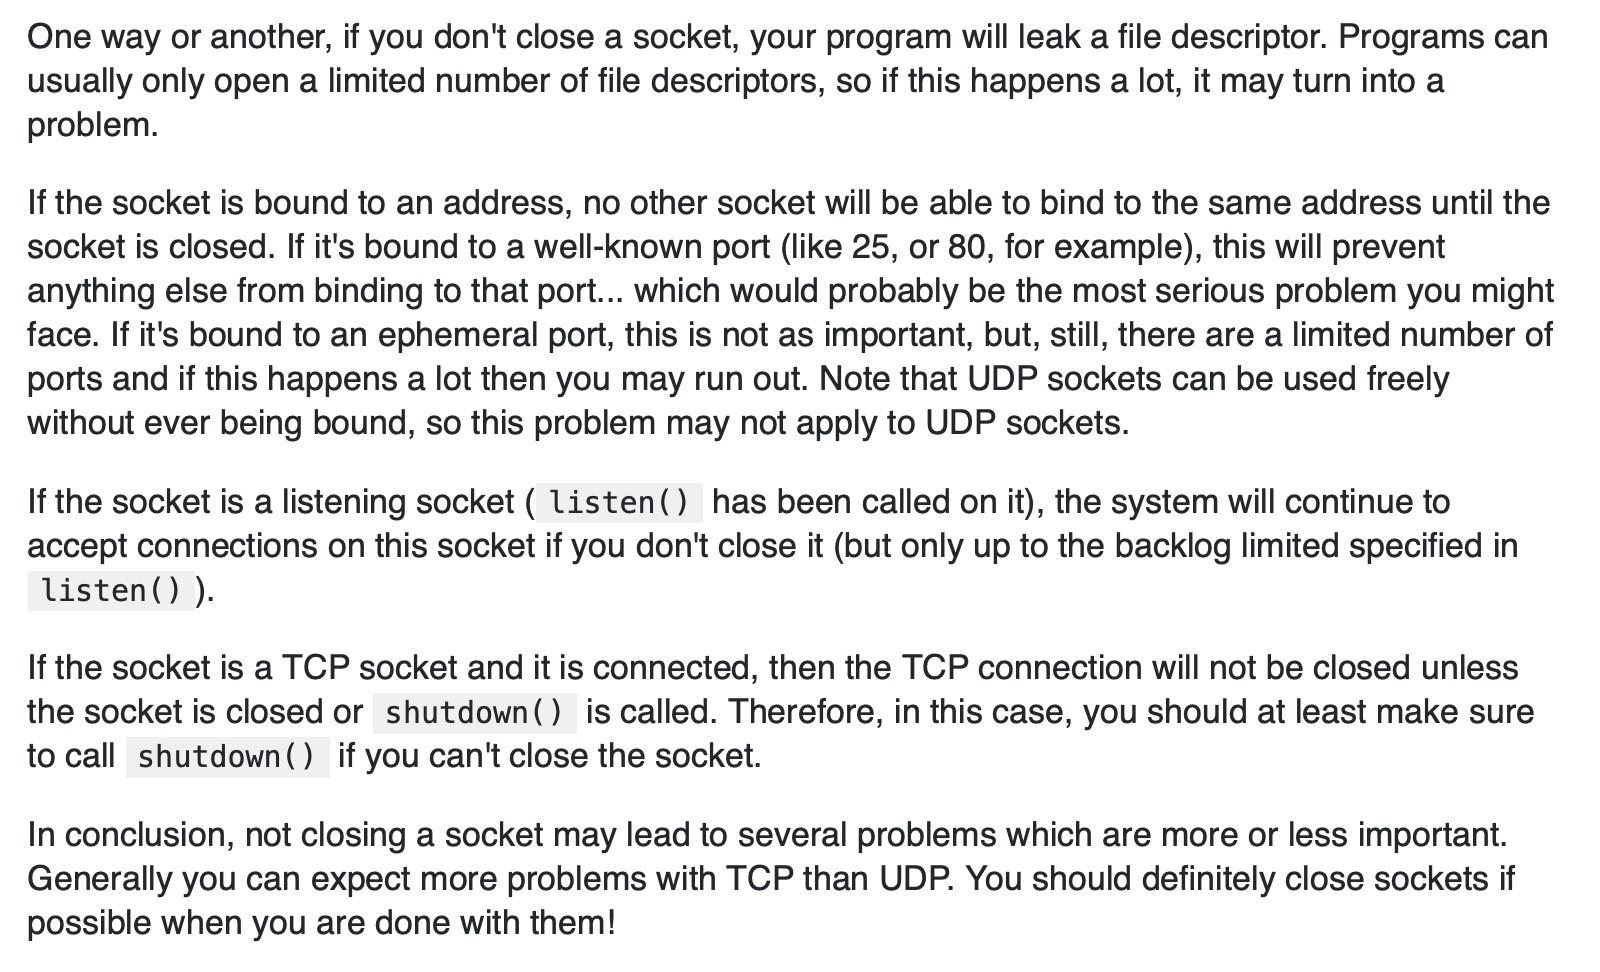 One way or another, if you don't close a socket, your program will leak a file descriptor. Programs can
usually only open a limited number of file descriptors, so if this happens a lot, it may turn into a
problem.
If the socket is bound to an address, no other socket will be able to bind to the same address until the
socket is closed. If it's bound to a well-known port (like 25, or 80, for example), this will prevent
anything else from binding to that port... which would probably be the most serious problem you might
face. If it's bound to an ephemeral port, this is not as important, but, still, there are a limited number of
ports and if this happens a lot then you may run out. Note that UDP sockets can be used freely
without ever being bound, so this problem may not apply to UDP sockets.
If the socket is a listening socket ( listen() has been called on it), the system will continue to
accept connections on this socket if you don't close it (but only up to the backlog limited specified in
listen() ).
If the socket is a TCP socket and it is connected, then the TCP connection will not be closed unless
the socket is closed or shutdown() is called. Therefore, in this case, you should at least make sure
to call shutdown() if you can't close the socket.
In conclusion, not closing a socket may lead to several problems which are more or less important.
Generally you can expect more problems with TCP than UDP. You should definitely close sockets if
possible when you are done with them!